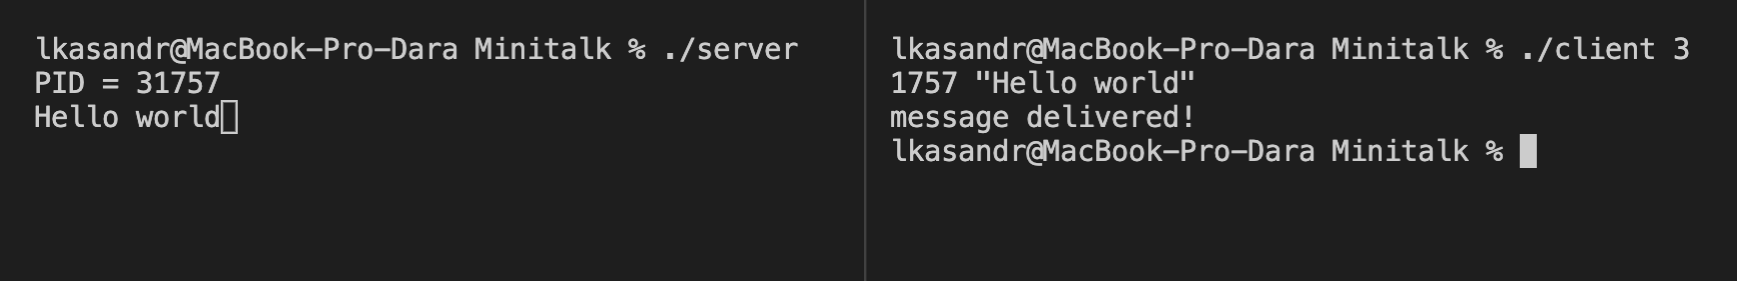 lkasandr@MacBook-Pro-Dara Minitalk % ./server
PID = 31757
Hello world
lkasandr@MacBook-Pro-Dara Minitalk % ./client 3
1757 "Hello world"
message delivered!
lkasandr@MacBook-Pro-Dara Minitalk %